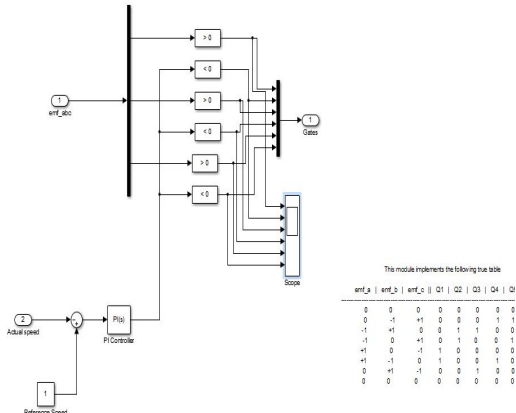 > 0
< 0
> 0
1
emf_abc
1
Gates
< 0
> 0
< 0
Scope
This module implements the following true table
emf_a | emf_b | emf_c || Q1 | Q2 | Q3 | Q4 |
0 0 0 0 0 0 0
0 -1 +1 0 0 0 1 1
-1 +1 0 0 1 1 0
-1 0 +1 0 1 0 0 1
+1 0 -1 1 0 0 0
+1 -1 0 1 0 0 1
0 +1 -1 0 0 1 0
0 0 0 0 0 0 0
2
Actual speed
PI(s)
PI Controller
1
Reference Speed